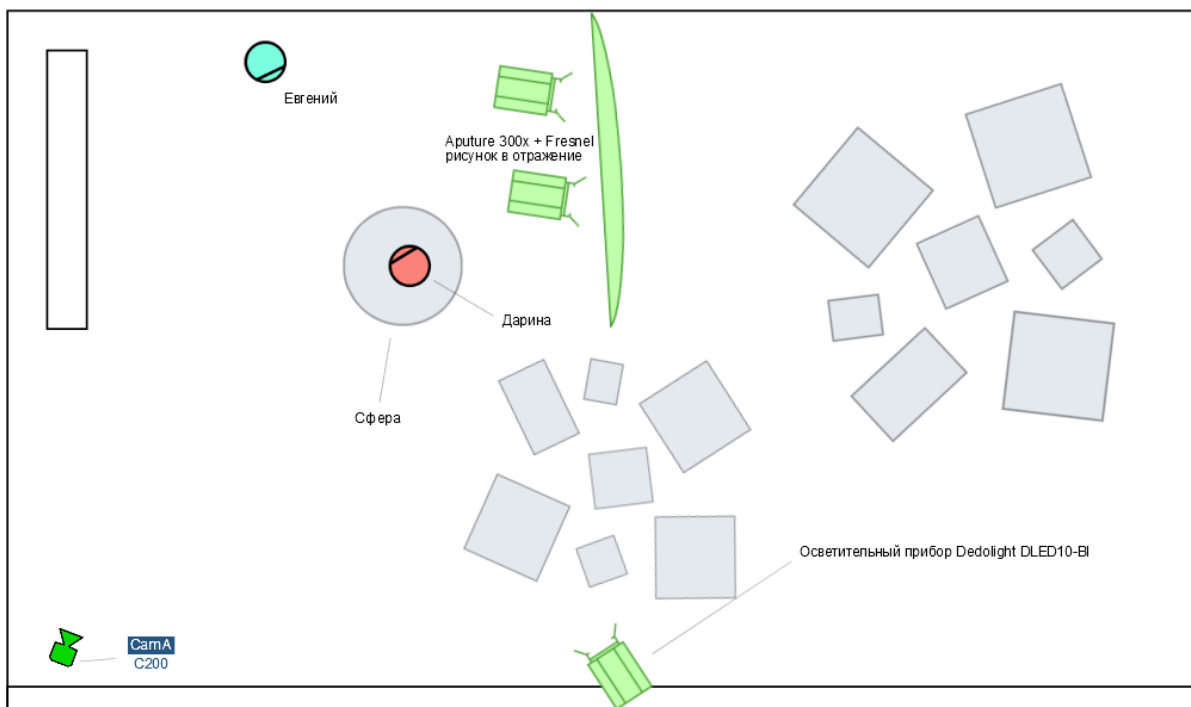 Евгений
Aputure 300x + Fresnel
рисунок в отражение
Дарина
Сфера
Осветительный прибор Dedolight DLED10-BI
CamA
C200